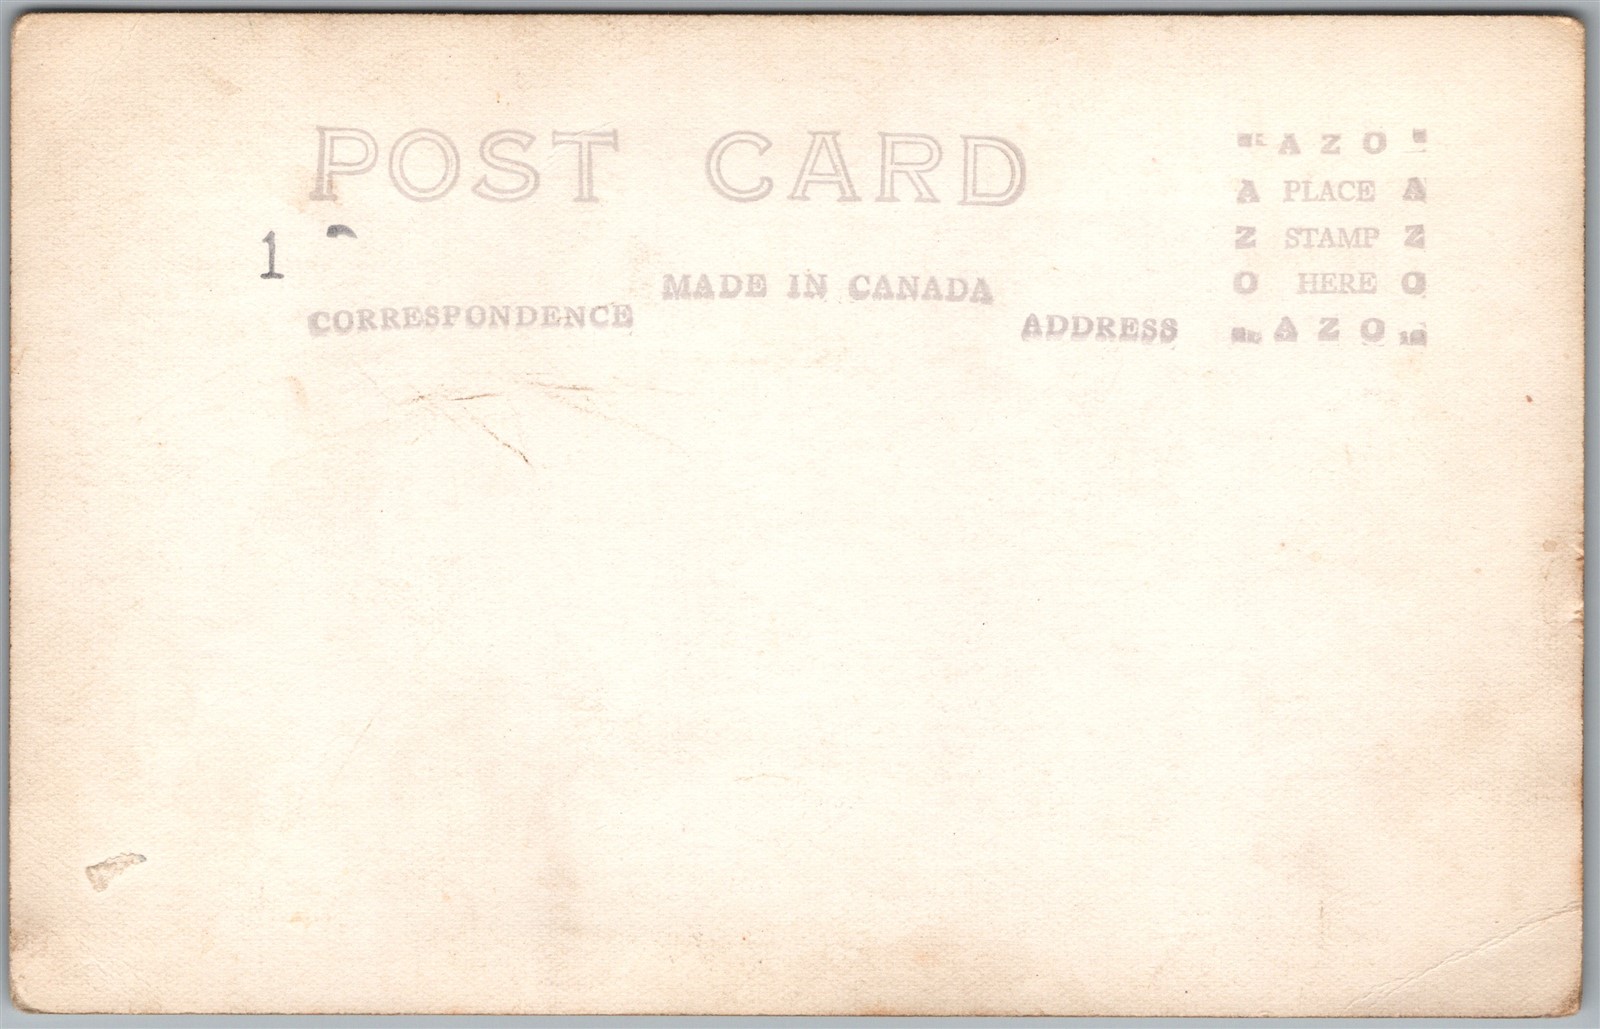 POST CARD
1
MADE IN CANADA
CORRESPONDENCE
ADDRESS
AZO
A PLACE A
Z STAMP Z
O HERE O
AZO